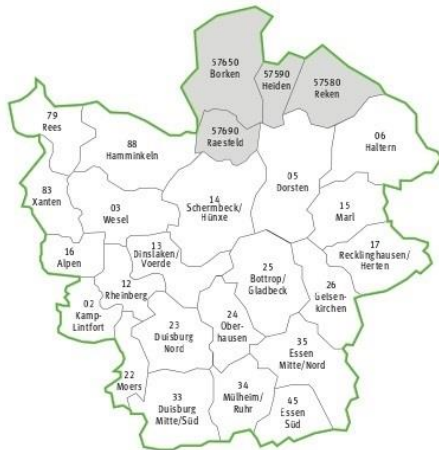 57650
Borken
57590
Heiden
57580
Reken
57690
Raesfeld
79
Rees
88
Hamminkeln
06
Haltern
83
Xanten
03
Wesel
14
Schermbeck/
Hünxe
05
Dorsten
15
Marl
16
Alpen
13
Dinslaken/
Voerde
17
Recklinghausen/
Herten
12
Rheinberg
25
Bottrop/
Gladbeck
26
Gelsen-
kirchen
02
Kamp-
Lintfort
23
Duisburg
Nord
24
Ober-
hausen
35
Essen
Mitte/Nord
22
Moers
33
Duisburg
Mitte/Süd
34
Mülheim/
Ruhr
45
Essen
Süd